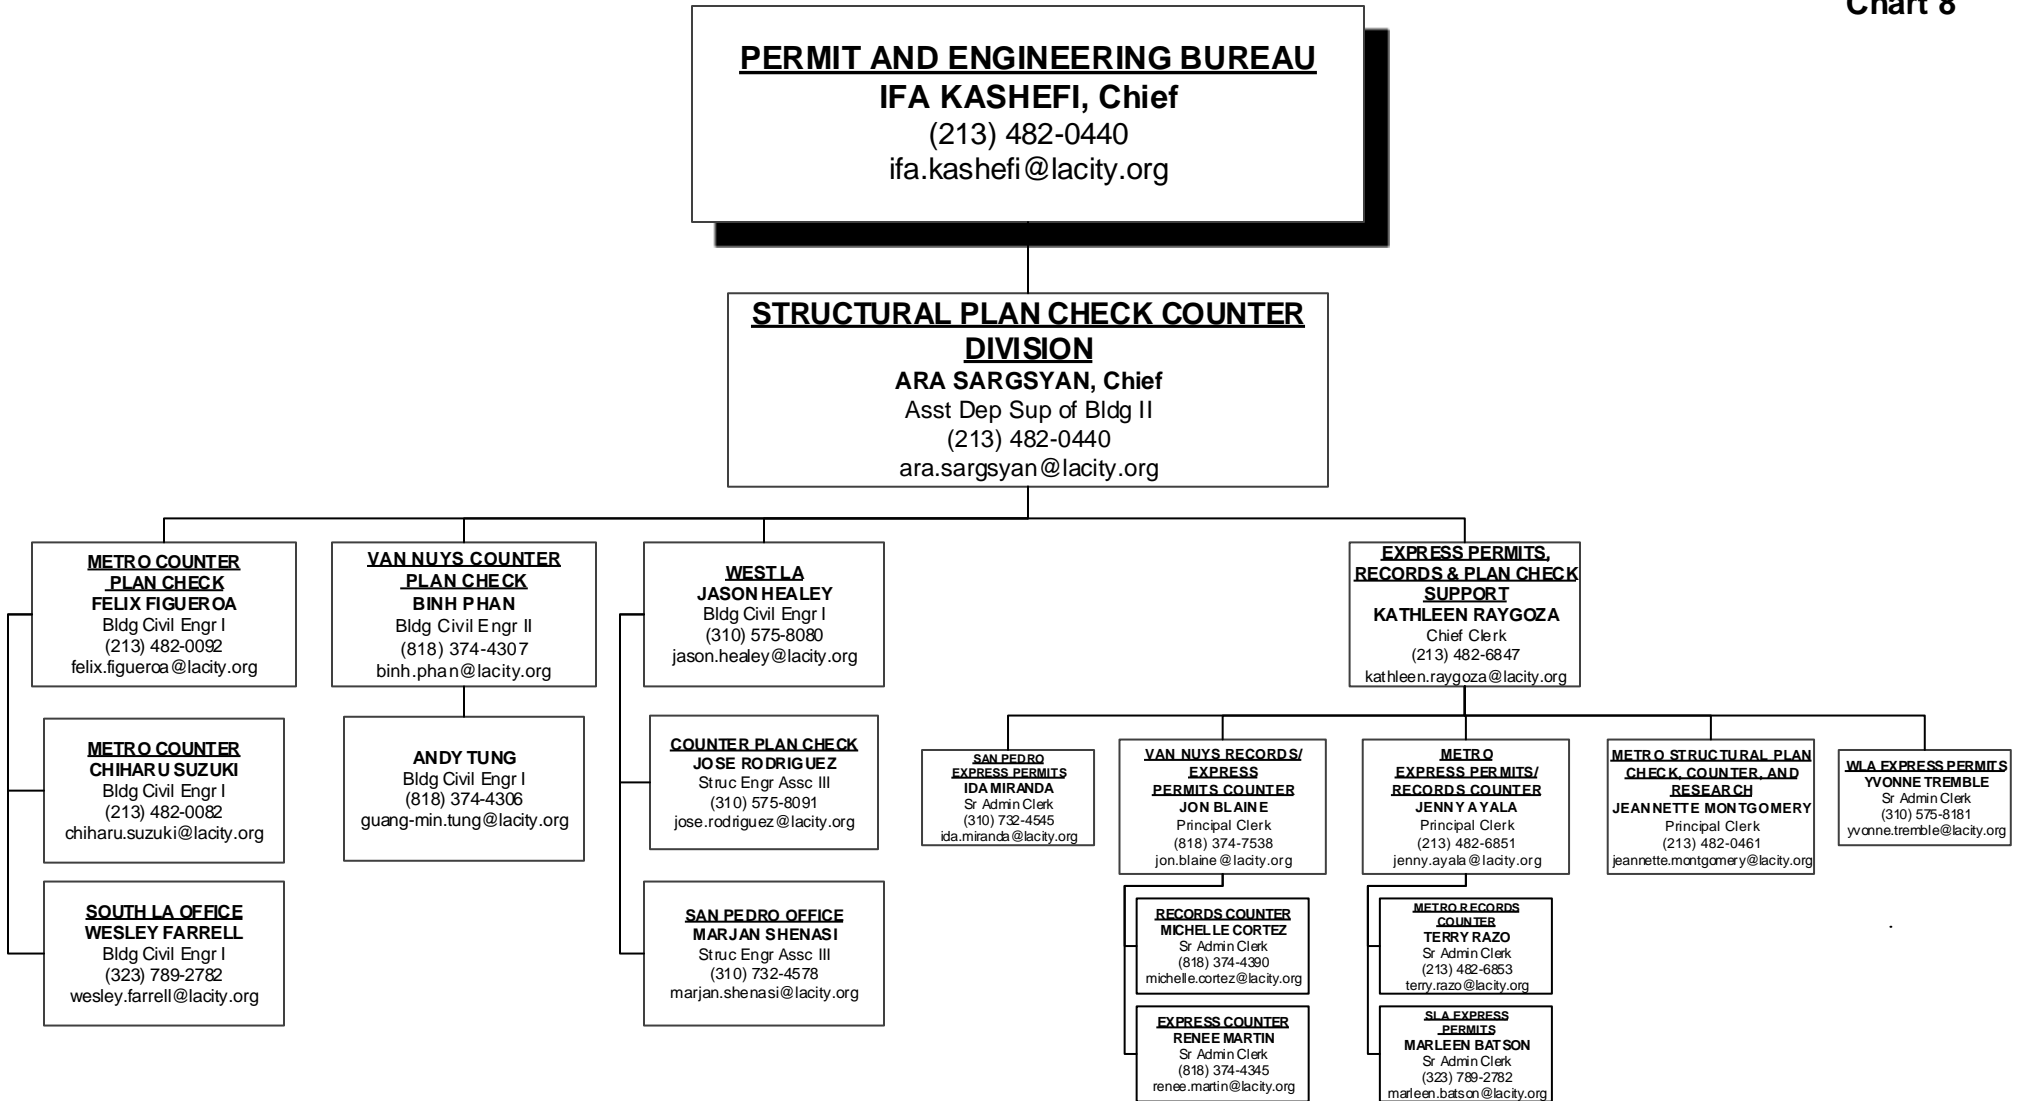 Chart 8
PERMIT AND ENGINEERING BUREAU
IFA KASHEFI, Chief
(213) 482-0440
ifa.kashefi@lacity.org
STRUCTURAL PLAN CHECK COUNTER
DIVISION
ARA SARGSYAN, Chief
Asst Dep Sup of Bldg II
(213) 482-0440
ara.sargsyan@lacity.org
METRO COUNTER
PLAN CHECK
FELIX FIGUEROA
Bldg Civil Engr I
(213) 482-0092
felix.figueroa@lacity.org
METRO COUNTER
CHIHARU SUZUKI
Bldg Civil Engr I
(213) 482-0082
chiharu.suzuki@lacity.org
SOUTH LA OFFICE
WESLEY FARRELL
Bldg Civil Engr I
(323) 789-2782
wesley.farrell@lacity.org
VAN NUYS COUNTER
PLAN CHECK
BINH PHAN
Bldg Civil Engr II
(818) 374-4307
binh.phan@lacity.org
ANDY TUNG
Bldg Civil Engr I
(818) 374-4306
guang-min.tung@lacity.org
WEST LA
JASON HEALEY
Bldg Civil Engr I
(310) 575-8080
jason.healey@lacity.org
COUNTER PLAN CHECK
JOSE RODRIGUEZ
Struc Engr Assc III
(310) 575-8091
jose.rodriguez@lacity.org
SAN PEDRO OFFICE
MARJAN SHENASI
Struc Engr Assc III
(310) 732-4578
marjan.shenasi@lacity.org
EXPRESS PERMITS,
RECORDS & PLAN CHECK
SUPPORT
KATHLEEN RAYGOZA
Chief Clerk
(213) 482-6847
kathleen.raygoza@lacity.org
SAN PEDRO
EXPRESS PERMITS
IDA MIRANDA
Sr Admin Clerk
(310) 732-4545
ida.miranda@lacity.org
VAN NUYS RECORDS/
EXPRESS
PERMITS COUNTER
JON BLAINE
Principal Clerk
(818) 374-7538
jon.blaine@lacity.org
RECORDS COUNTER
MICHELLE CORTEZ
Sr Admin Clerk
(818) 374-4390
michelle.cortez@lacity.org
EXPRESS COUNTER
RENEE MARTIN
Sr Admin Clerk
(818) 374-4345
renee.martin@lacity.org
METRO
EXPRESS PERMITS/
RECORDS COUNTER
JENNY AYALA
Principal Clerk
(213) 482-6851
jenny.ayala@lacity.org
METRO RECORDS
COUNTER
TERRY RAZO
Sr Admin Clerk
(213) 482-6853
terry.razo@lacity.org
SLA EXPRESS
PERMITS
MARLEEN BATSON
Sr Admin Clerk
(323) 789-2782
marleen.batson@lacity.org
METRO STRUCTURAL PLAN
CHECK, COUNTER, AND
RESEARCH
JEANNETTE MONTGOMERY
Principal Clerk
(213) 482-0461
jeannette.montgomery@lacity.org
WLA EXPRESS PERMITS
YVONNE TREMBLE
Sr Admin Clerk
(310) 575-8181
yvonne.tremble@lacity.org